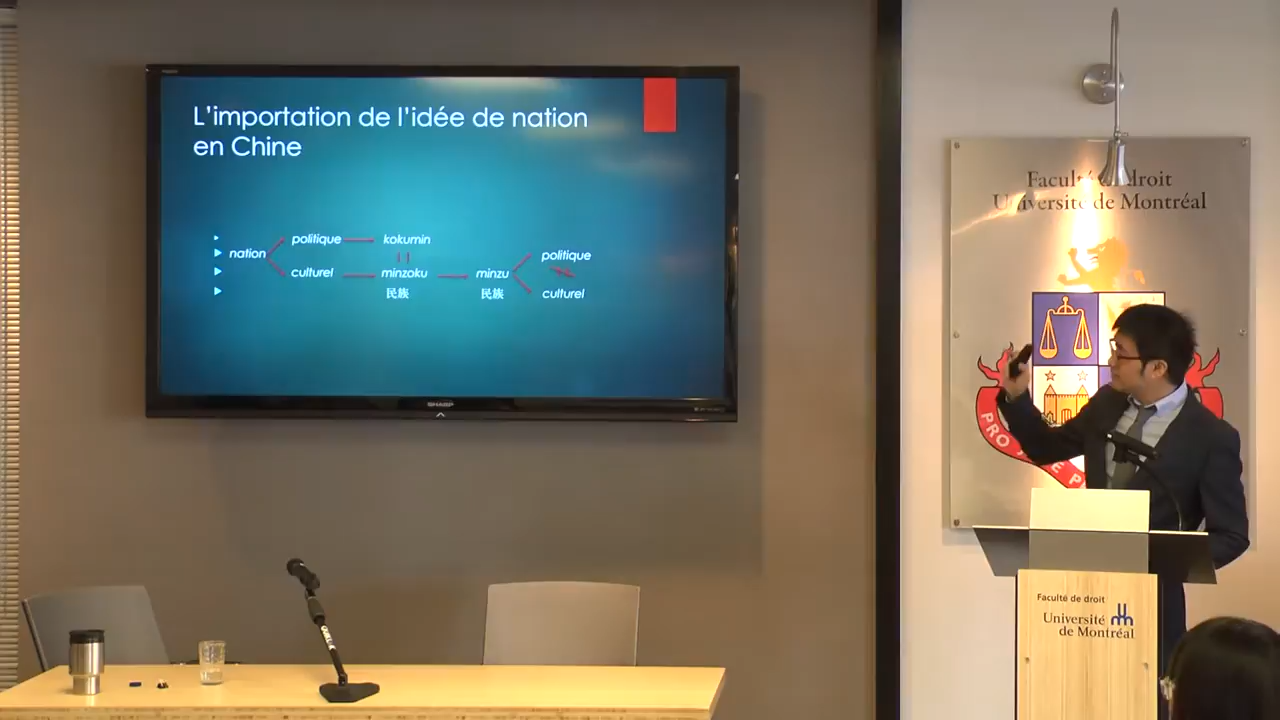 L'importation de l'idée de nation
en Chine
nation
politique
kokumin
culturel
minzoku
minzu
politique
民族
民族
culturel
SHARP
Faculté de droit
Université de Montréal
PRO
Faculté de droit
Université
de Montréal